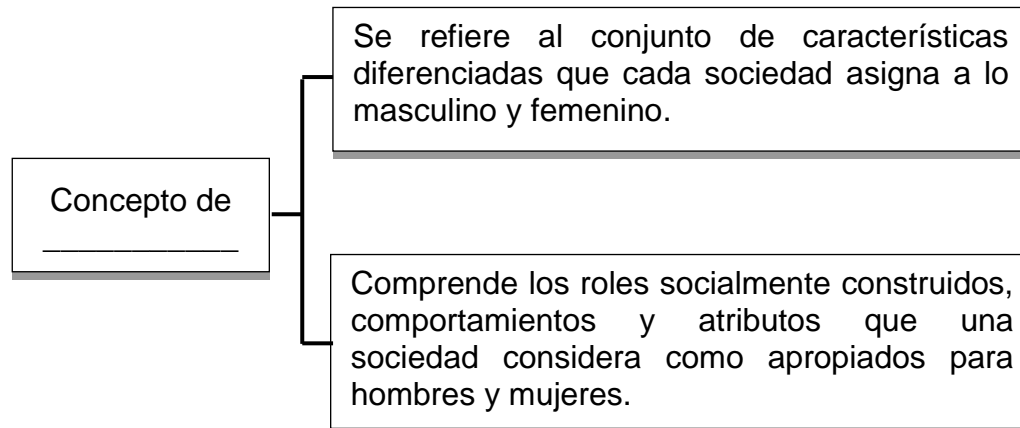 Se refiere al conjunto de características
diferenciadas que cada sociedad asigna a lo
masculino y femenino.
Concepto de
____________
Comprende los roles socialmente construidos,
comportamientos y atributos que una
sociedad considera como apropiados para
hombres y mujeres.